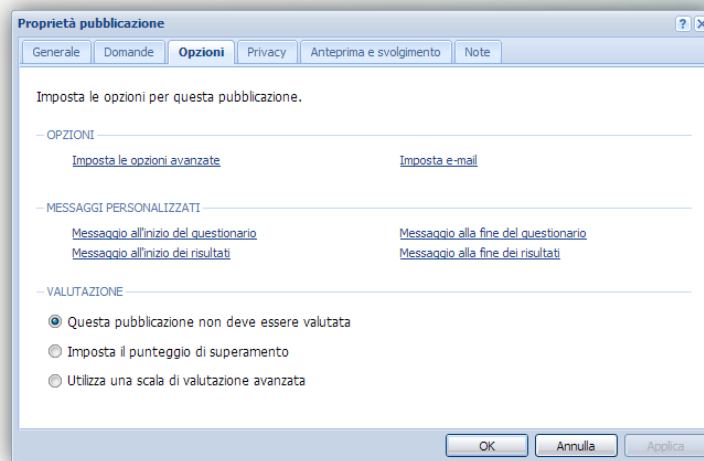 Proprietà pubblicazione
Generale Domande Opzioni Privacy Anteprima e svolgimento Note
Imposta le opzioni per questa pubblicazione.
OPZIONI
Imposta le opzioni avanzate Imposta e-mail
MESSAGGI PERSONALIZZATI
Messaggio all'inizio del questionario Messaggio alla fine del questionario
Messaggio all'inizio dei risultati Messaggio alla fine dei risultati
VALUTAZIONE
Questa pubblicazione non deve essere valutata
Imposta il punteggio di superamento
Utilizza una scala di valutazione avanzata
OK Annulla Applica